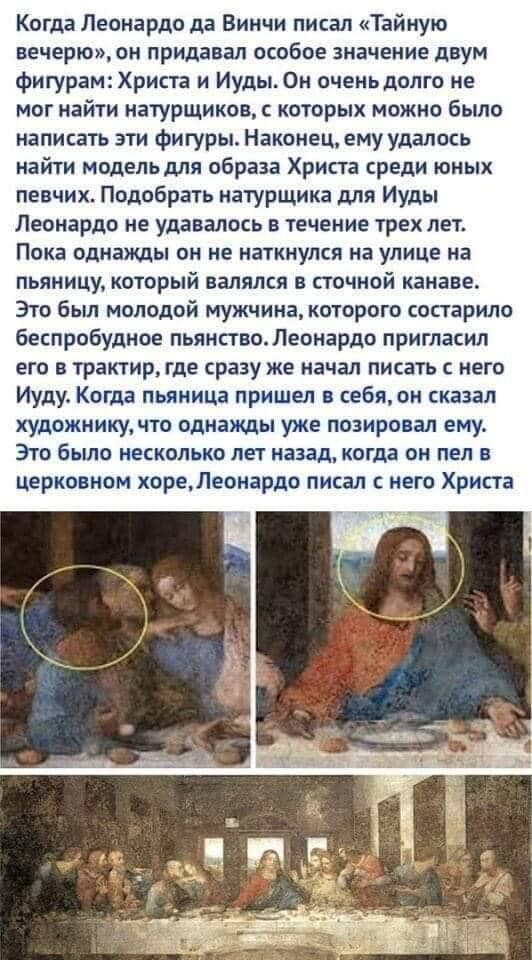 Когда Леонардо да Винчи писал «Тайную
вечерю», он придавал особое значение двум
фигурам: Христа и Иуды. Он очень долго не
мог найти натурщиков, с которых можно было
написать эти фигуры. Наконец, ему удалось
найти модель для образа Христа среди юных
певчих. Подобрать натурщика для Иуды
Леонардо не удавалось в течение трех лет.
Пока однажды он не наткнулся на улице на
пьяницу, который валялся в сточной канаве.
Это был молодой мужчина, которого состарило
беспробудное пьянство. Леонардо пригласил
его в трактир, где сразу же начал писать с него
Иуду. Когда пьяница пришел в себя, он сказал
художнику, что однажды уже позировал ему.
Это было несколько лет назад, когда он пел в
церковном хоре, Леонардо писал с него Христа